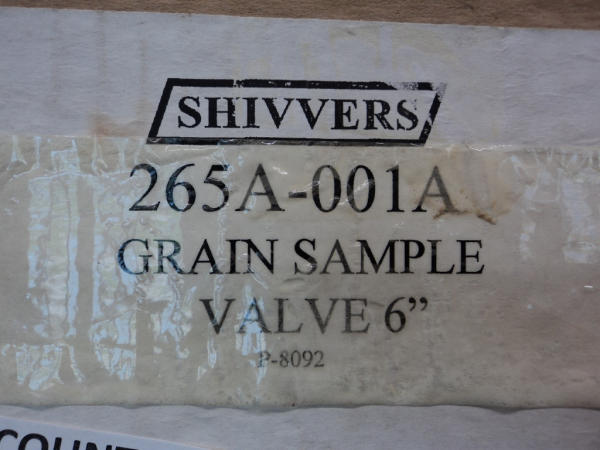 SHIVVERS
265A-001A
GRAIN SAMPLE
VALVE 6”
P-8092